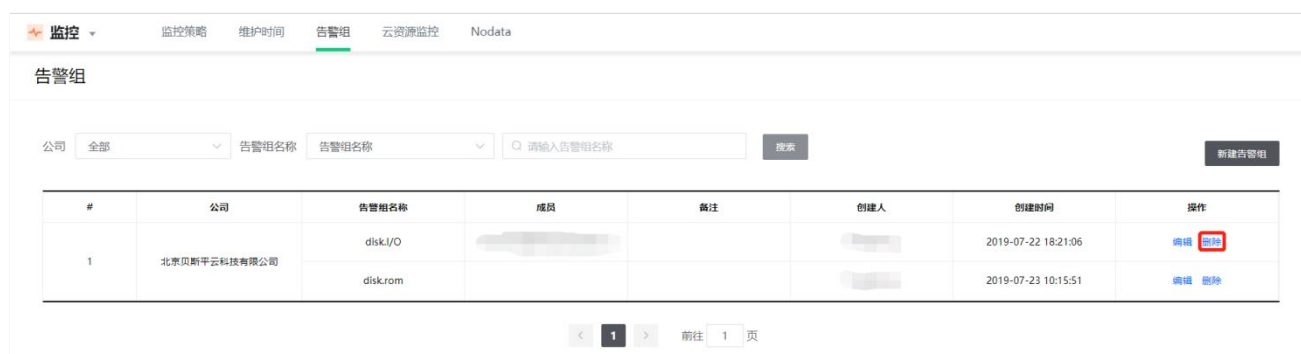 监控 监控策略 维护时间 告警组 云资源监控 Nodata
告警组
公司 全部 告警组名称 告警组名称 请输入告警组名称 搜索 新建告警组
# 公司 告警组名称 成员 备注 创建人 创建时间 操作
disk.I/O 2019-07-22 18:21:06 编辑 删除
1 北京贝斯平云科技有限公司
disk.rom 2019-07-23 10:15:51 编辑 删除
< 1 > 前往 1 页